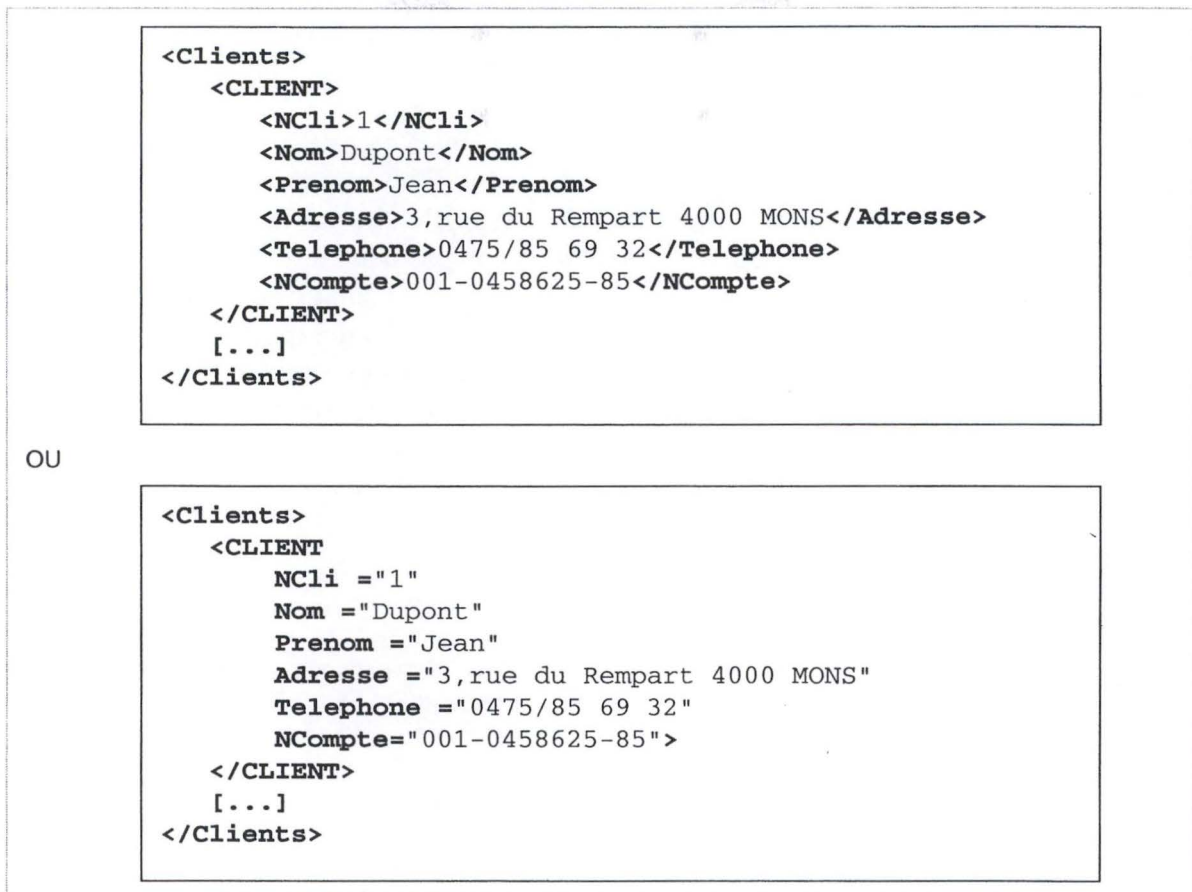 <Clients>
<CLIENT>
<NCli>1</NCli>
<Nom>Dupont</Nom>
<Prenom>Jean</Prenom>
<Adresse>3,rue du Rempart 4000 MONS</Adresse>
<Telephone>0475/85 69 32</Telephone>
<NCompte>001-0458625-85</NCompte>
</CLIENT>
[...]
</Clients>
OU
<Clients>
<CLIENT
NCli ="1"
Nom ="Dupont"
Prenom ="Jean"
Adresse ="3,rue du Rempart 4000 MONS"
Telephone ="0475/85 69 32"
NCompte="001-0458625-85">
</CLIENT>
[...]
</Clients>